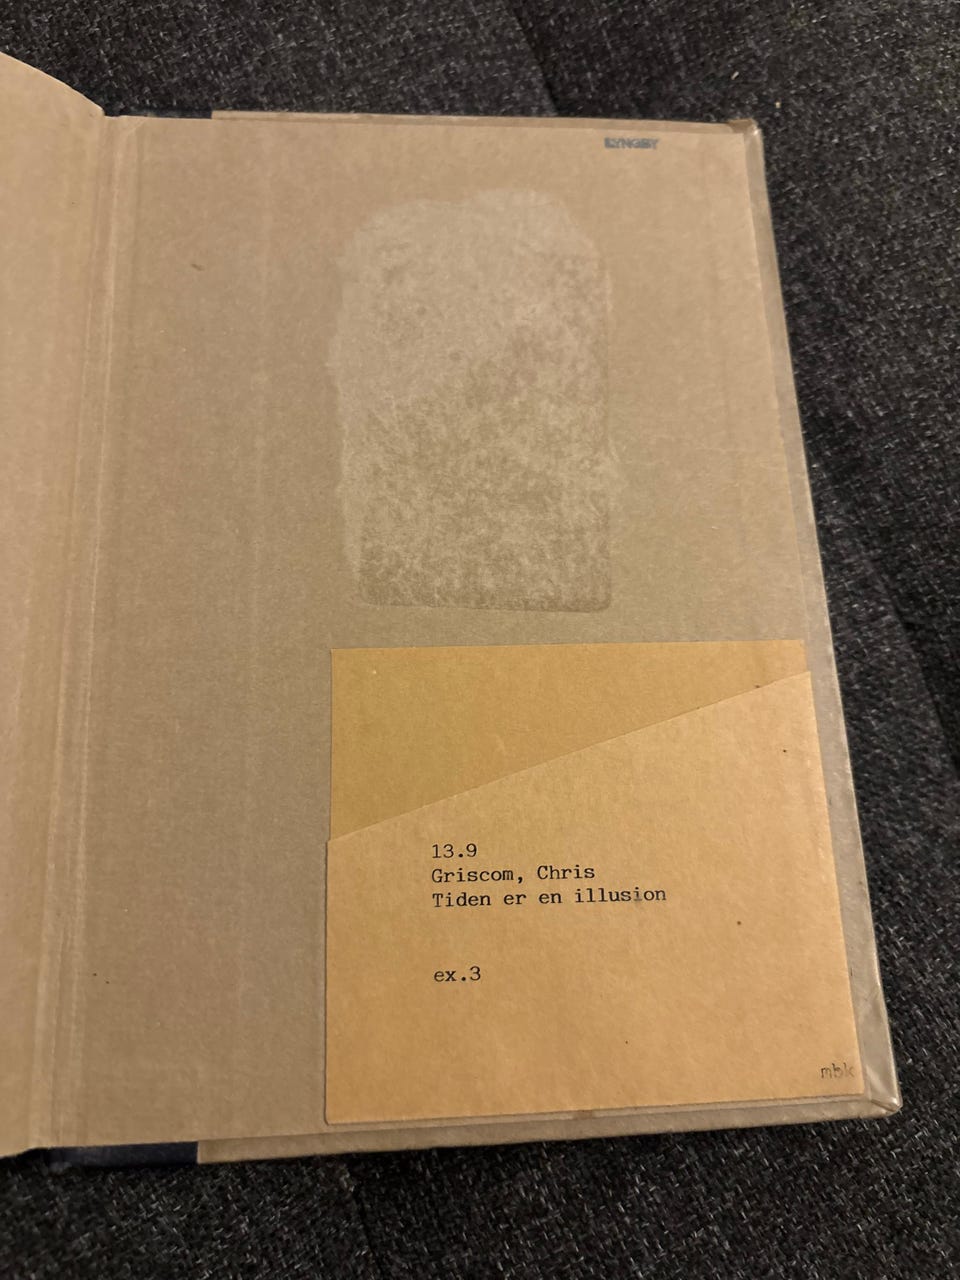 LYNGBY
13.9
Griscom, Chris
Tiden er en illusion
ex.3
mbk